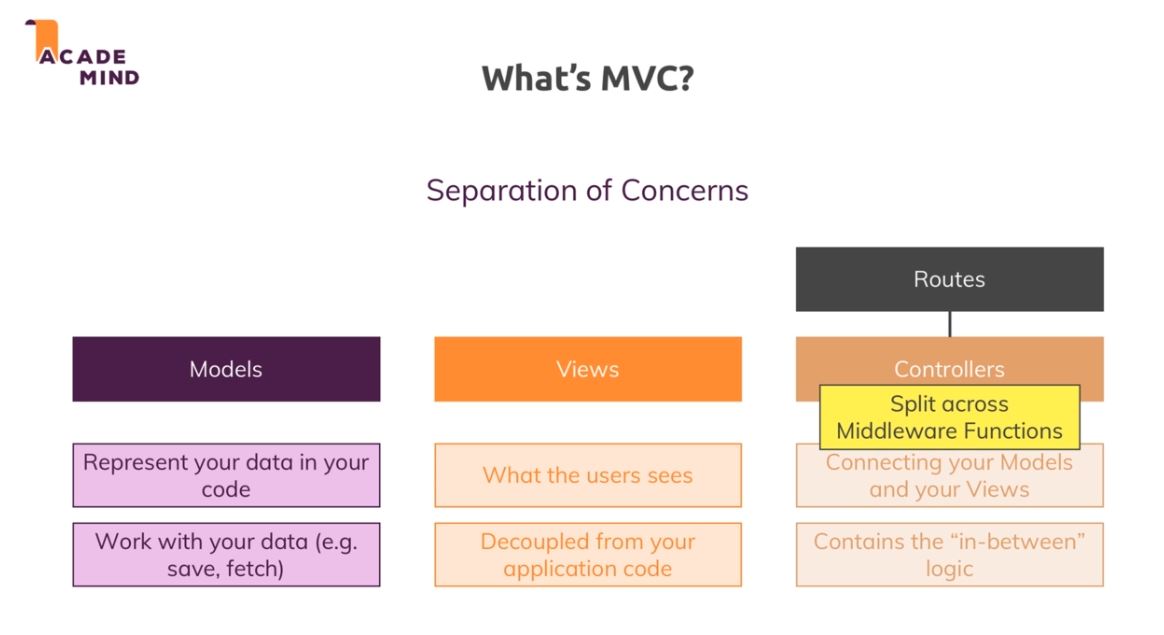 ACADE
MIND
What's MVC?
Separation of Concerns
Routes
Models
Views
Controllers
Split across
Middleware Functions
Represent your data in your
code
What the users sees
Connecting your Models
and your Views
Work with your data (e.g.
save, fetch)
Decoupled from your
application code
Contains the “in-between”
logic